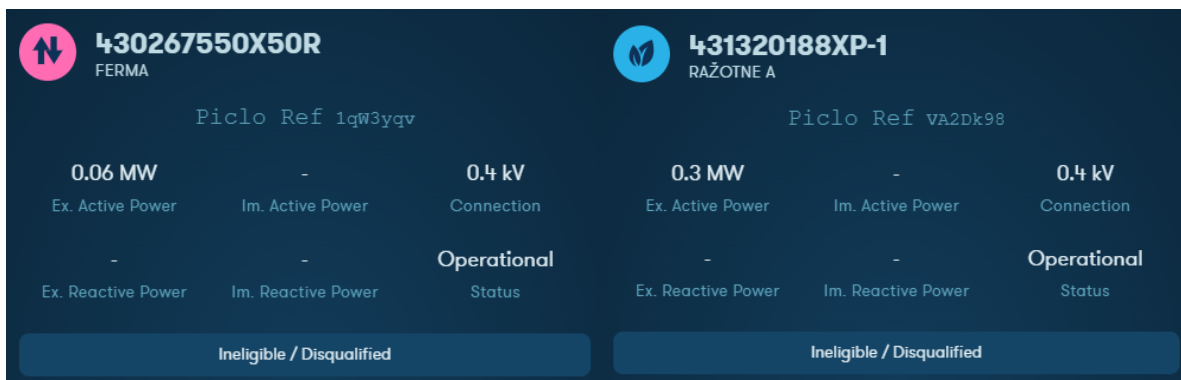 430267550X50R
FERMA
Piclo Ref 1qW3yqv
0.06 MW - 0.4 kV
Ex. Active Power Im. Active Power Connection
- - Operational
Ex. Reactive Power Im. Reactive Power Status
Ineligible / Disqualified
431320188XP-1
RAŽOTNE A
Piclo Ref VA2Dk98
0.3 MW - 0.4 kV
Ex. Active Power Im. Active Power Connection
- - Operational
Ex. Reactive Power Im. Reactive Power Status
Ineligible / Disqualified